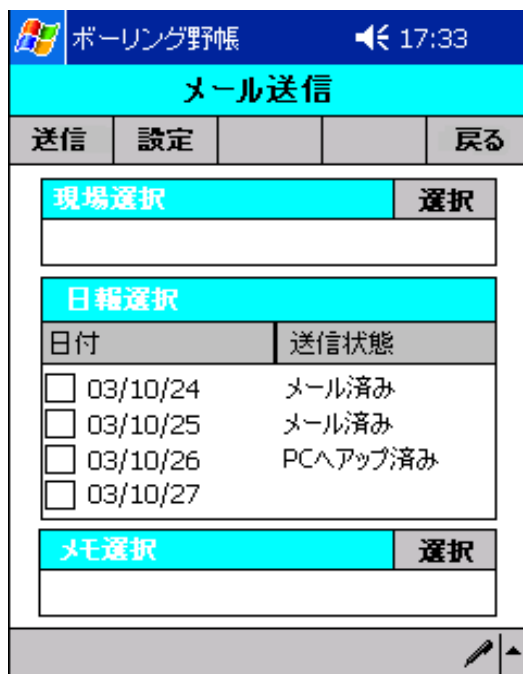 ボーリング野帳 17:33
メール送信
送信 設定 戻る
現場選択 選択
日報選択
日付 送信状態
03/10/24 メール済み
03/10/25 メール済み
03/10/26 PCへアップ済み
03/10/27
メモ選択 選択